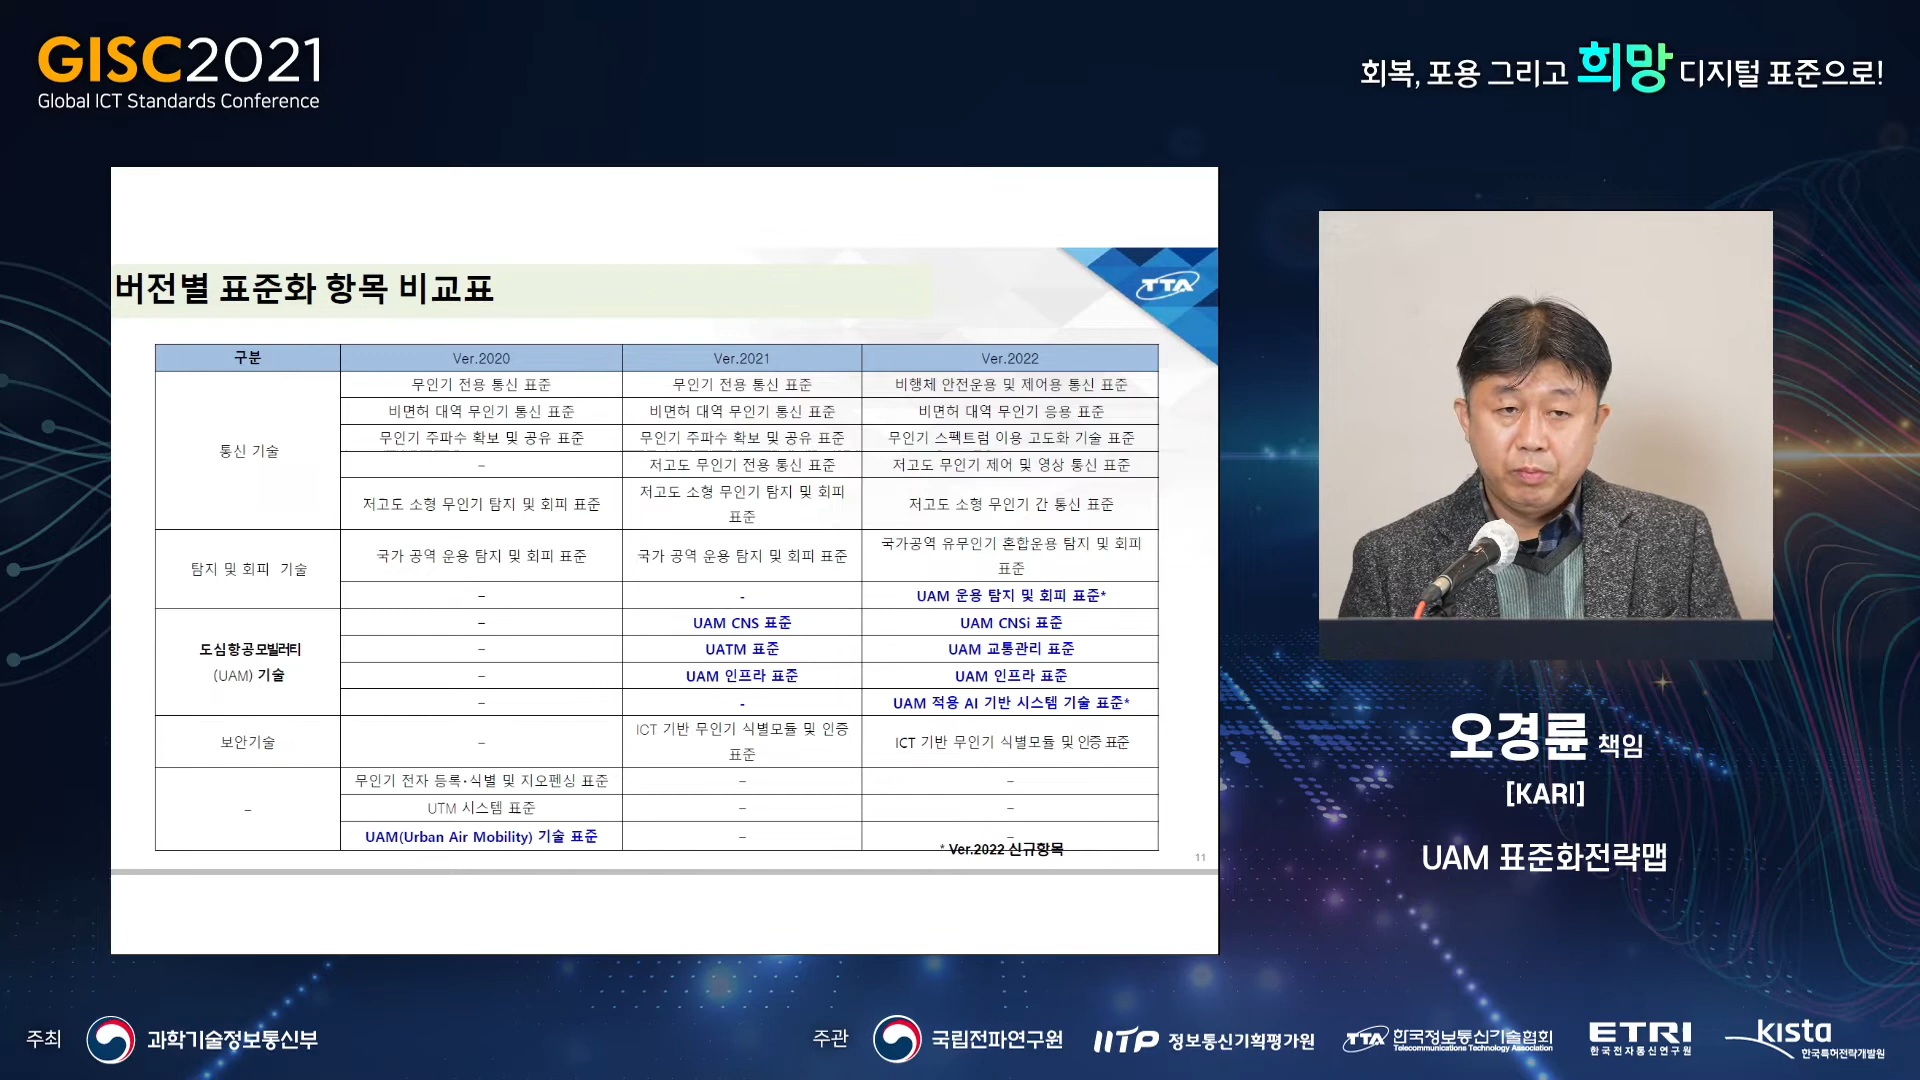 GISC2021
Global ICT Standards Conference
회복, 포용 그리고 희망 디지털 표준으로!
버전별 표준화 항목 비교표
TTA
구분 Ver.2020 Ver.2021 Ver.2022
통신 기술
무인기 전용 통신 표준 무인기 전용 통신 표준 비행체 안전운용 및 제어용 통신 표준
비면허 대역 무인기 통신 표준 비면허 대역 무인기 통신 표준 비면허 대역 무인기 응용 표준
무인기 주파수 확보 및 공유 표준 무인기 주파수 확보 및 공유 표준 무인기 스펙트럼 이용 고도화 기술 표준
– 저고도 무인기 전용 통신 표준 저고도 무인기 제어 및 영상 통신 표준
저고도 소형 무인기 탐지 및 회피 표준 저고도 소형 무인기 탐지 및 회피 표준 저고도 소형 무인기 간 통신 표준
탐지 및 회피 기술
국가 공역 운용 탐지 및 회피 표준 국가 공역 운용 탐지 및 회피 표준 국가공역 유무인기 혼합운용 탐지 및 회피 표준
– - UAM 운용 탐지 및 회피 표준*
도심항공모빌러티
(UAM) 기술
– UAM CNS 표준 UAM CNSi 표준
– UATM 표준 UAM 교통관리 표준
– UAM 인프라 표준 UAM 인프라 표준
– - UAM 적용 AI 기반 시스템 기술 표준*
보안기술 – ICT 기반 무인기 식별모듈 및 인증 표준 ICT 기반 무인기 식별모듈 및 인증 표준
–
무인기 전자 등록·식별 및 지오펜싱 표준 – –
UTM 시스템 표준 – –
UAM(Urban Air Mobility) 기술 표준 – –
* Ver.2022 신규항목
11
오경륜 책임
[KARI]
UAM 표준화전략맵
주최 과학기술정보통신부
주관 국립전파연구원 IITP 정보통신기획평가원 TTA 한국정보통신기술협회 Telecommunications Technology Association ETRI 한국전자통신연구원 kista 한국특허전략개발원